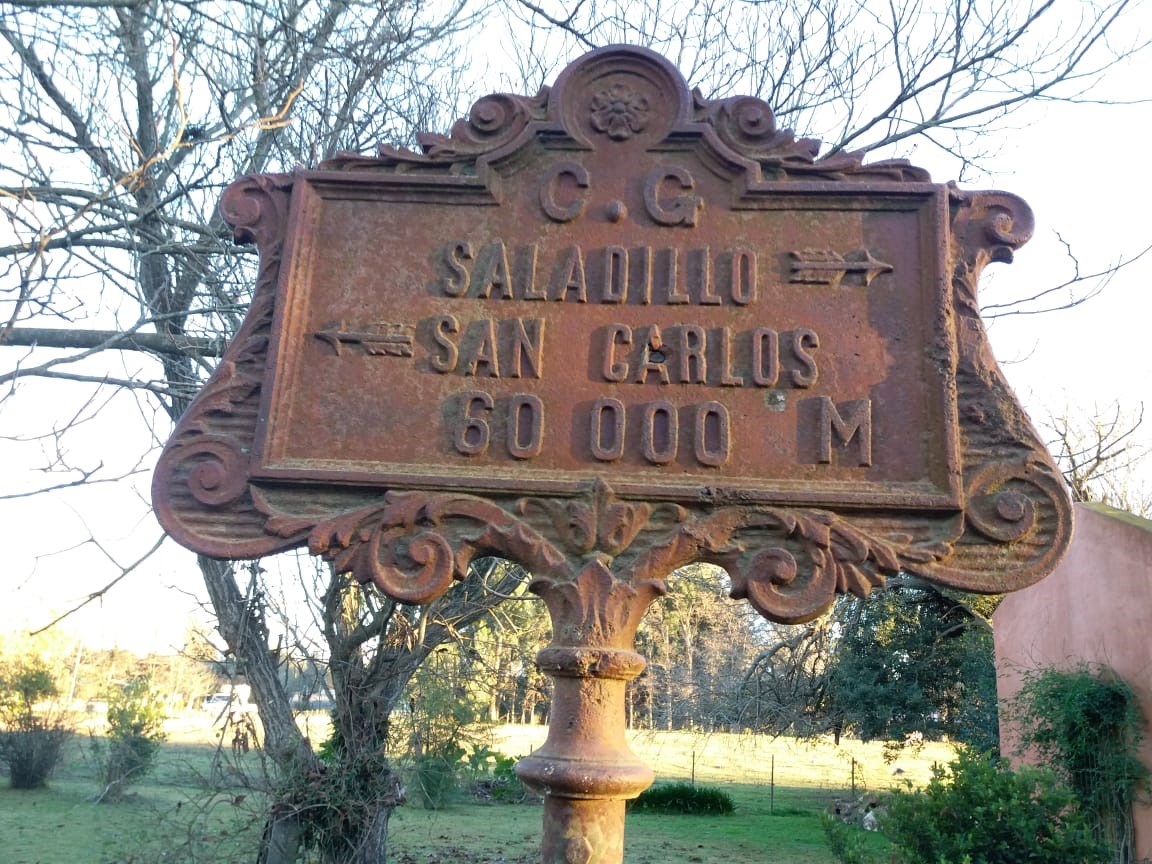 C.G
SALADILLO
SAN CARLOS
60 000 M